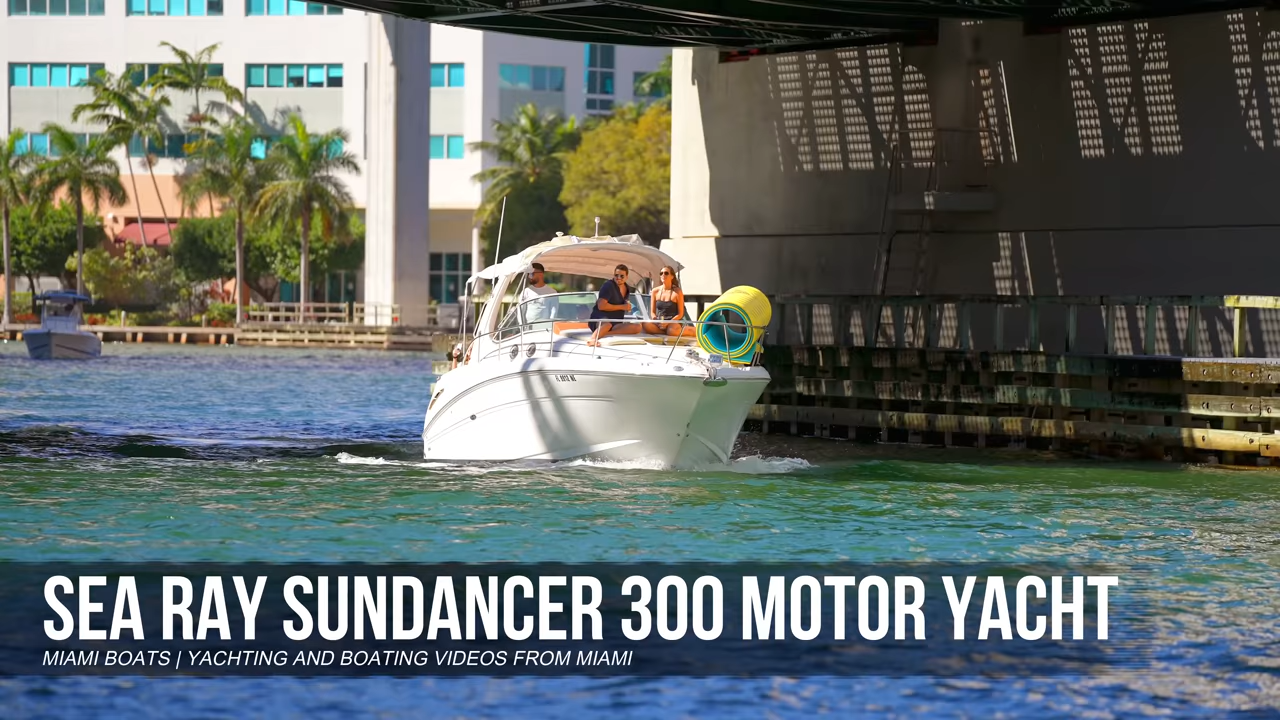 SEA RAY SUNDANCER 300 MOTOR YACHT
MIAMI BOATS | YACHTING AND BOATING VIDEOS FROM MIAMI